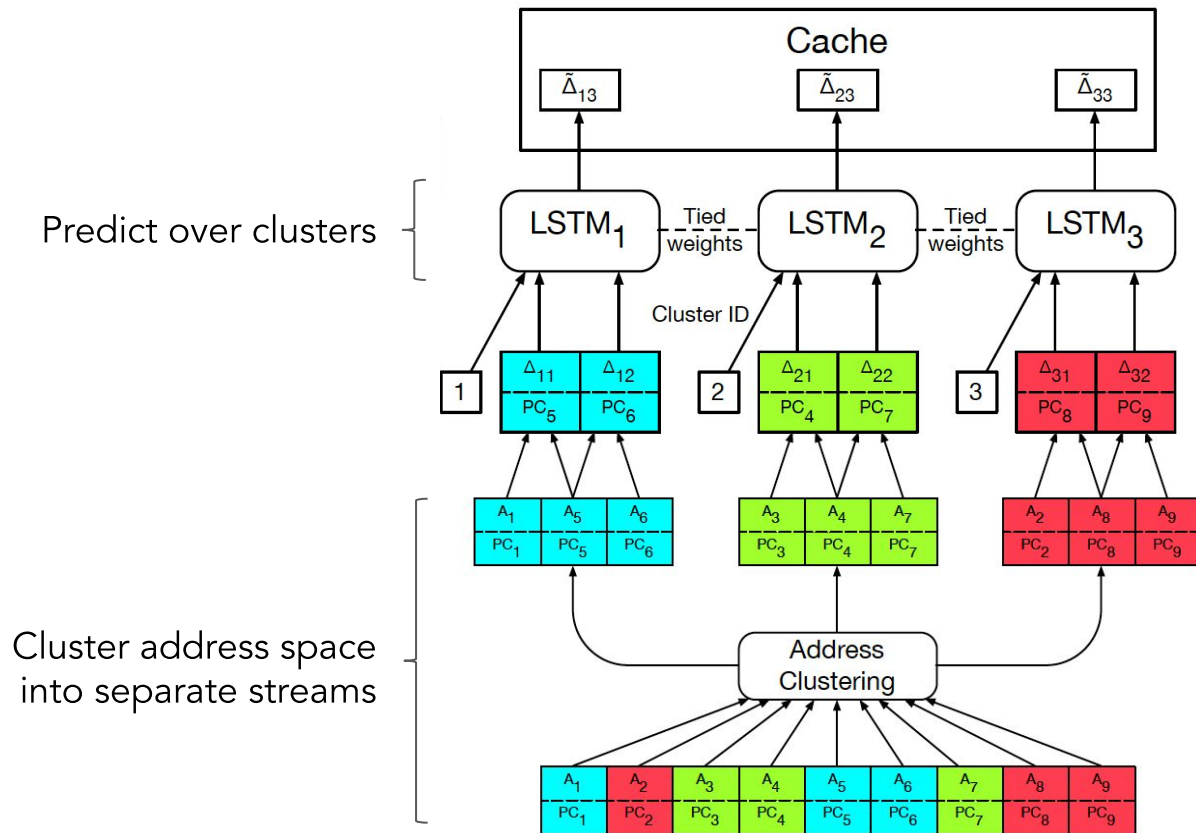 Cache
Δ̃₁₃ Δ̃₂₃ Δ̃₃₃
Predict over clusters
LSTM₁ Tied weights LSTM₂ Tied weights LSTM₃
Cluster ID
1 2 3
Δ₁₁ Δ₁₂ Δ₂₁ Δ₂₂ Δ₃₁ Δ₃₂
PC₅ PC₆ PC₄ PC₇ PC₈ PC₉
A₁ A₅ A₆ A₃ A₄ A₇ A₂ A₈ A₉
PC₁ PC₅ PC₆ PC₃ PC₄ PC₇ PC₂ PC₈ PC₉
Cluster address space
into separate streams
Address
Clustering
A₁ A₂ A₃ A₄ A₅ A₆ A₇ A₈ A₉
PC₁ PC₂ PC₃ PC₄ PC₅ PC₆ PC₇ PC₈ PC₉